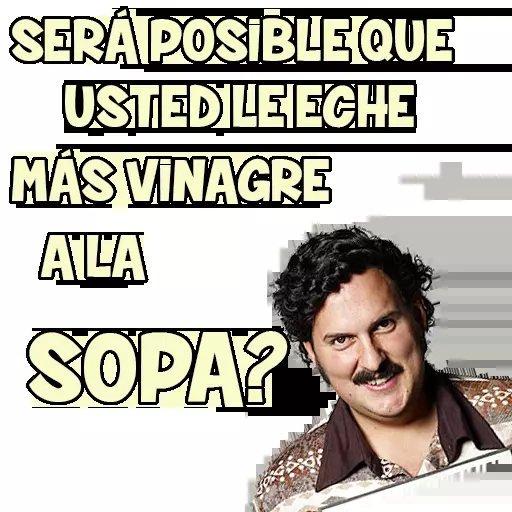 SERÁ POSIBLE QUE
USTED LE ECHE
MÁS VINAGRE
A LA
SOPA?